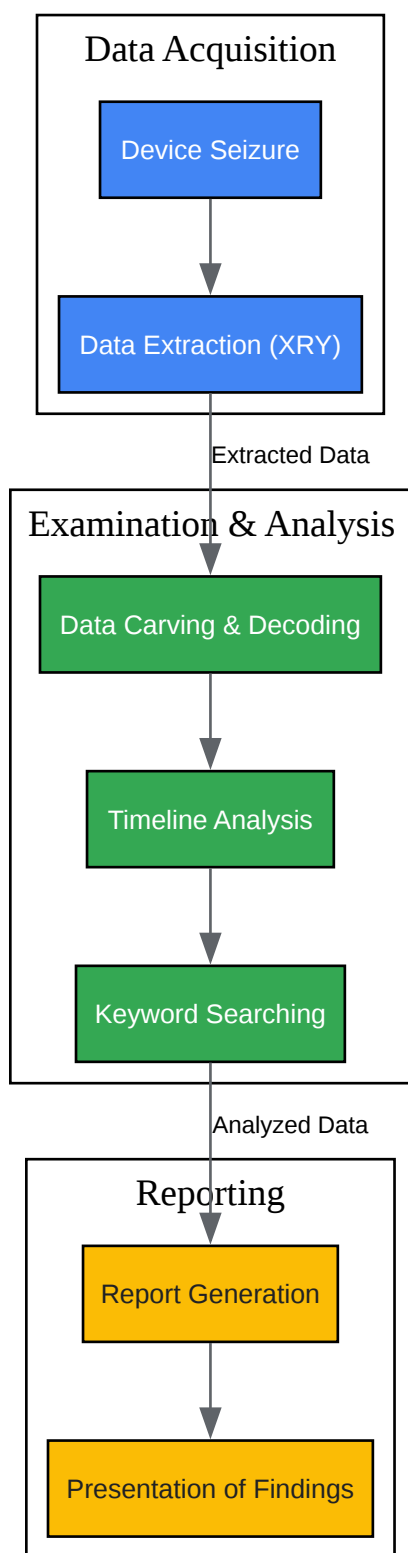 Data Acquisition
Device Seizure
Data Extraction (XRY)
Extracted Data
Examination & Analysis
Data Carving & Decoding
Timeline Analysis
Keyword Searching
Analyzed Data
Reporting
Report Generation
Presentation of Findings